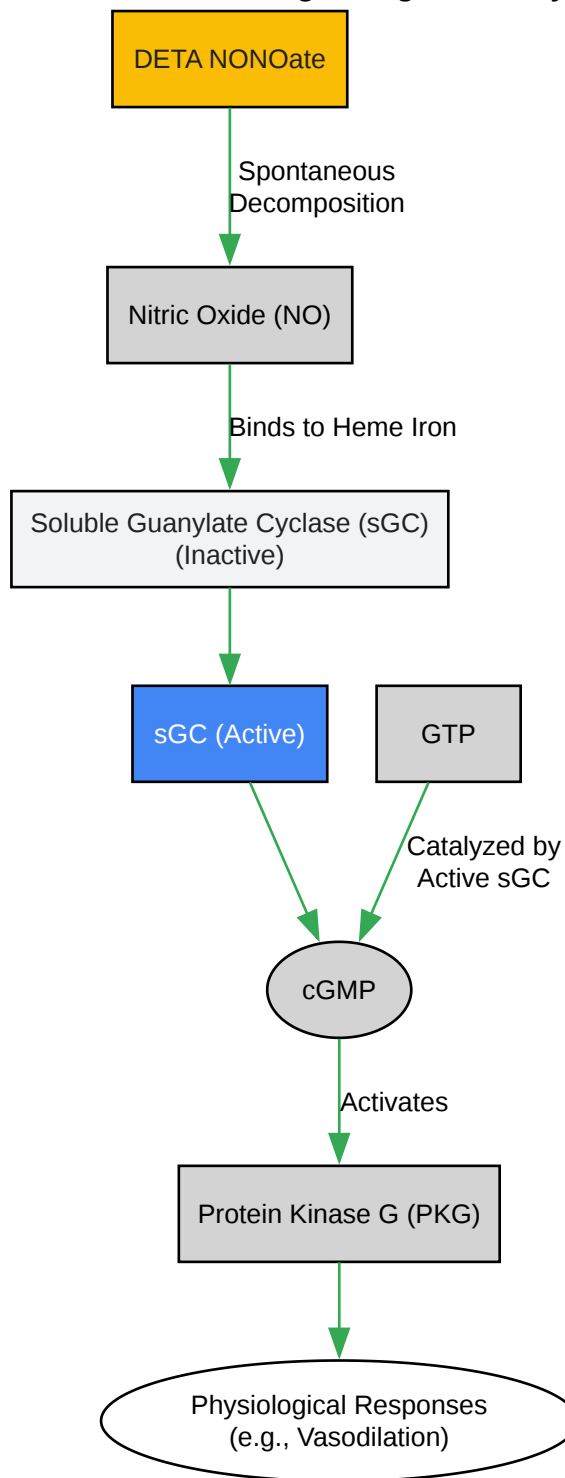 DETA NONOate
Spontaneous
Decomposition
Nitric Oxide (NO)
Binds to Heme Iron
Soluble Guanylate Cyclase (sGC)
(Inactive)
sGC (Active)
GTP
Catalyzed by
Active sGC
cGMP
Activates
Protein Kinase G (PKG)
Physiological Responses
(e.g., Vasodilation)